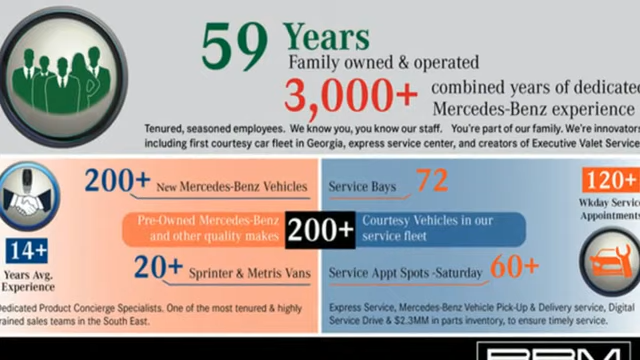 59 Years
Family owned & operated
3,000+ combined years of dedicated
Mercedes-Benz experience
Tenured, seasoned employees. We know you, you know our staff. You're part of our family. We're innovators
including first courtesy car fleet in Georgia, express service center, and creators of Executive Valet Service
200+ New Mercedes-Benz Vehicles
Service Bays 72
120+
Wkday Service
Appointments
Pre-Owned Mercedes-Benz
and other quality makes
200+
Courtesy Vehicles in our
service fleet
14+
Years Avg.
Experience
20+ Sprinter & Metris Vans
Service Appt Spots -Saturday 60+
Dedicated Product Concierge Specialists. One of the most tenured & highly
rained sales teams in the South East.
Express Service, Mercedes-Benz Vehicle Pick-Up & Delivery service, Digital
Service Drive & $2.3MM in parts inventory, to ensure timely service.